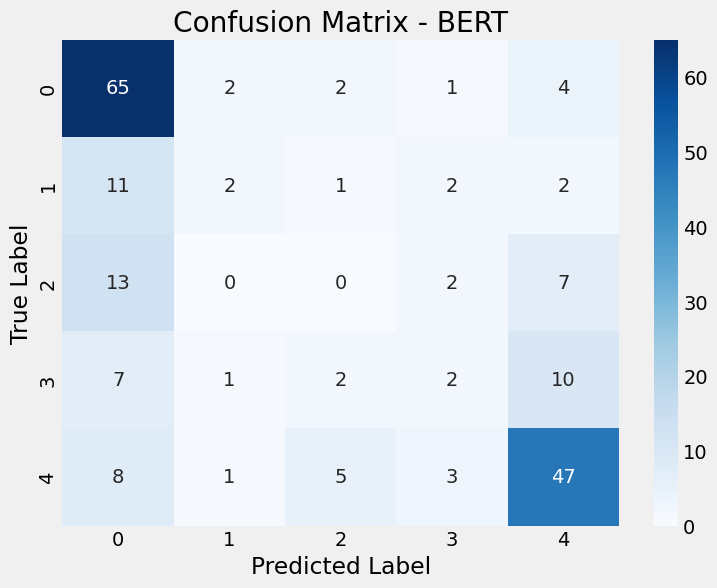 Confusion Matrix - BERT
True Label
0 65 2 2 1 4
1 11 2 1 2 2
2 13 0 0 2 7
3 7 1 2 2 10
4 8 1 5 3 47
0 1 2 3 4
Predicted Label
60
50
40
30
20
10
0